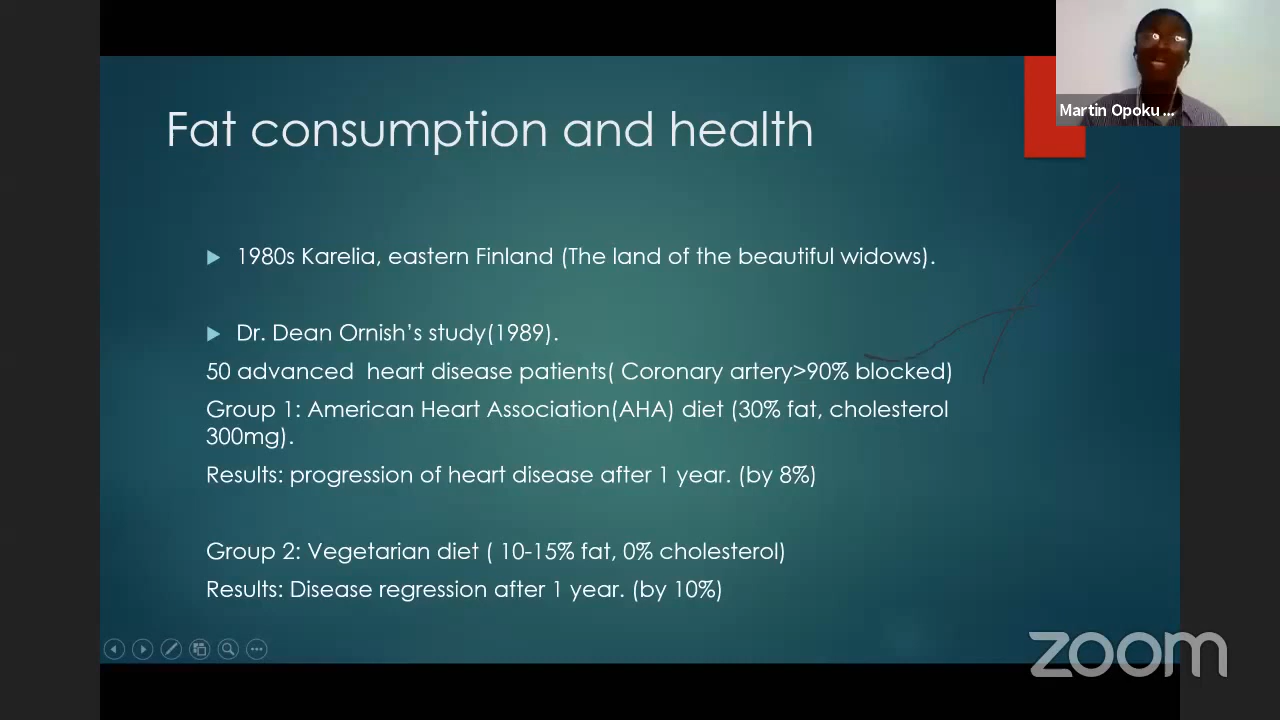 Fat consumption and health
Martin Opoku ...
1980s Karelia, eastern Finland (The land of the beautiful widows).
Dr. Dean Ornish's study(1989).
50 advanced  heart disease patients( Coronary artery>90% blocked)
Group 1: American Heart Association(AHA) diet (30% fat, cholesterol
300mg).
Results: progression of heart disease after 1 year. (by 8%)
Group 2: Vegetarian diet ( 10-15% fat, 0% cholesterol)
Results: Disease regression after 1 year. (by 10%)
zoom